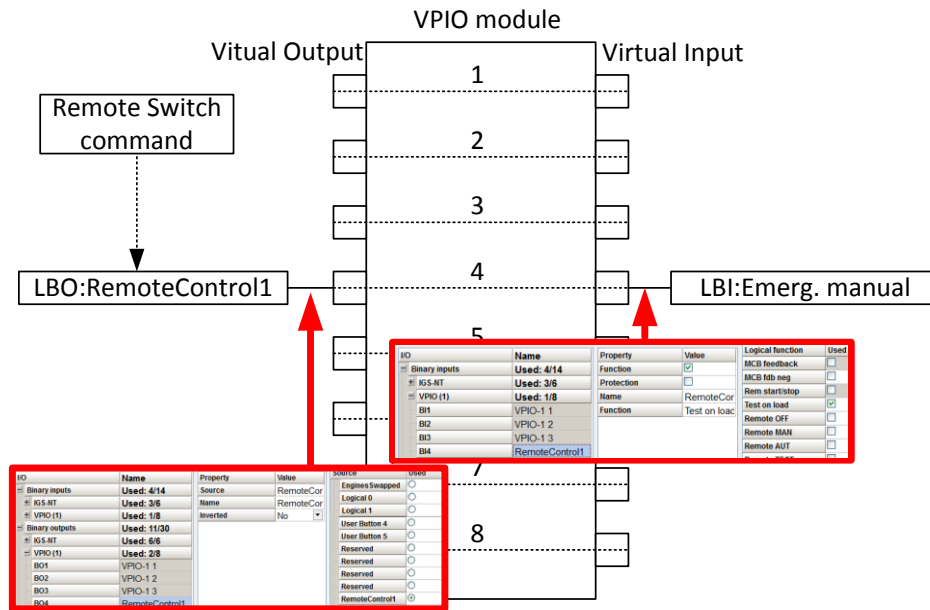 VPIO module
Vitual Output
Virtual Input
1
Remote Switch
command
2
3
LBO:RemoteControl1
4
LBI:Emerg. manual
5
I/O Name
Binary inputs Used: 4/14
IGS-NT Used: 3/6
VPIO (1) Used: 1/8
BI1 VPIO-1 1
BI2 VPIO-1 2
BI3 VPIO-1 3
BI4 RemoteControl1
Property Value
Function
Protection
Name RemoteCor
Function Test on load
Logical function Used
MCB feedback
MCB fdb neg
Rem start/stop
Test on load
Remote OFF
Remote MAN
Remote AUT
Remote TEST
7
I/O Name
Binary inputs Used: 4/14
IGS-NT Used: 3/6
VPIO (1) Used: 1/8
Binary outputs Used: 11/30
IGS-NT Used: 6/6
VPIO (1) Used: 2/8
BO1 VPIO-1 1
BO2 VPIO-1 2
BO3 VPIO-1 3
BO4 RemoteControl1
Property Value
Source RemoteCor
Name RemoteCor
Inverted No
Source Used
EnginesSwapped
Logical 0
Logical 1
User Button 4
User Button 5
Reserved
Reserved
Reserved
Reserved
RemoteControl1
8